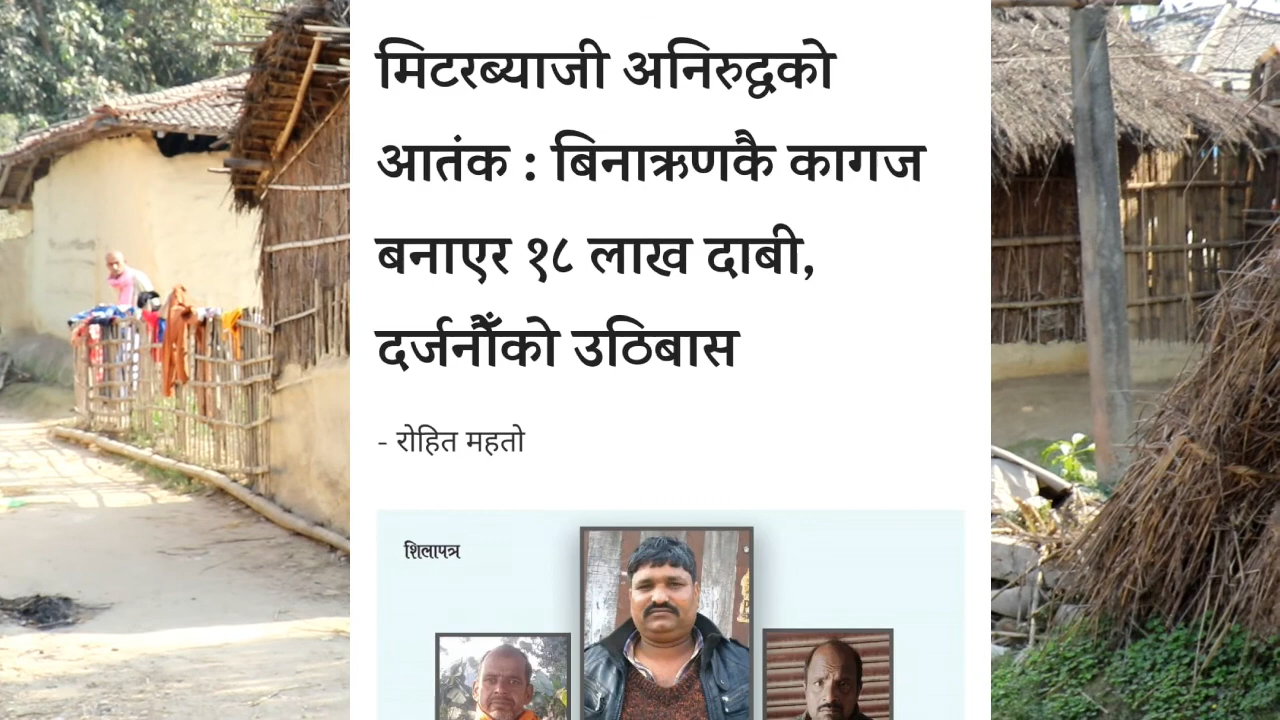 मिटरब्याजी अनिरुद्धको
आतंक : बिनाऋणकै कागज
बनाएर १८ लाख दाबी,
दर्जनौँको उठिबास
- रोहित महतो
शिलापत्र